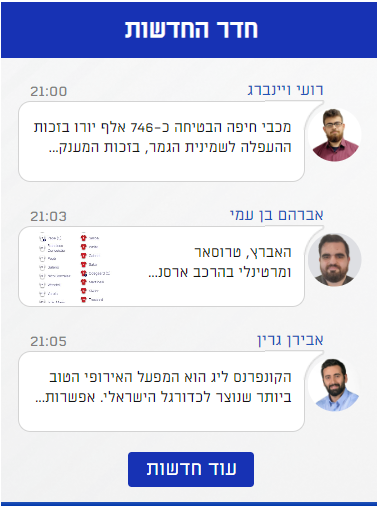 חדר החדשות
רועי ויינברג
21:00
מכבי חיפה הבטיחה כ-746 אלף יורו בזכות
ההעפלה לשמינית הגמר, בזכות המענק...
אברהם בן עמי
21:03
האברץ, טרוסאר
ומרטינלי בהרכב ארסנ...
אבירן גרין
21:05
הקונפרנס ליג הוא המפעל האירופי הטוב
ביותר שנוצר לכדורגל הישראלי. אפשרות...
עוד חדשות